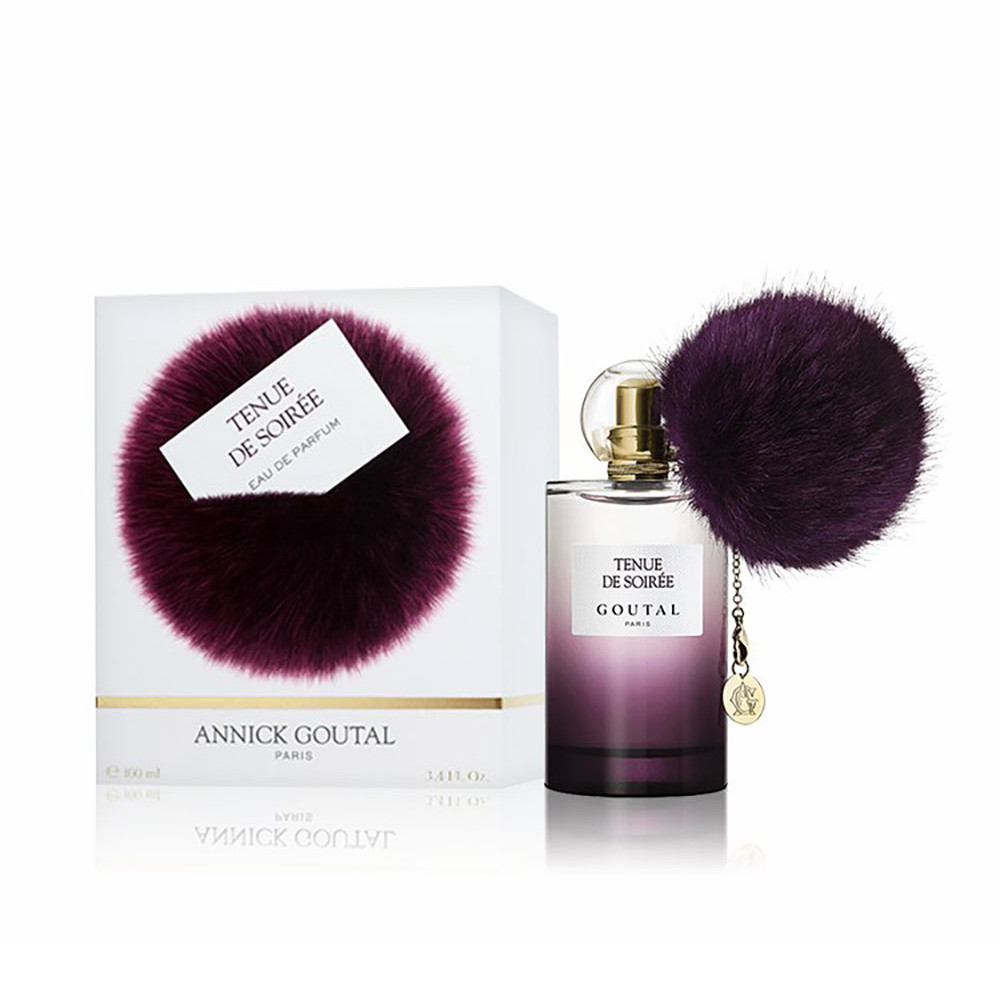 TENUE
DE SOIRÉE
EAU DE PARFUM
ANNICK GOUTAL
PARIS
e 100 ml
3.4 Fl. Oz.
TENUE
DE SOIRÉE
GOUTAL
PARIS